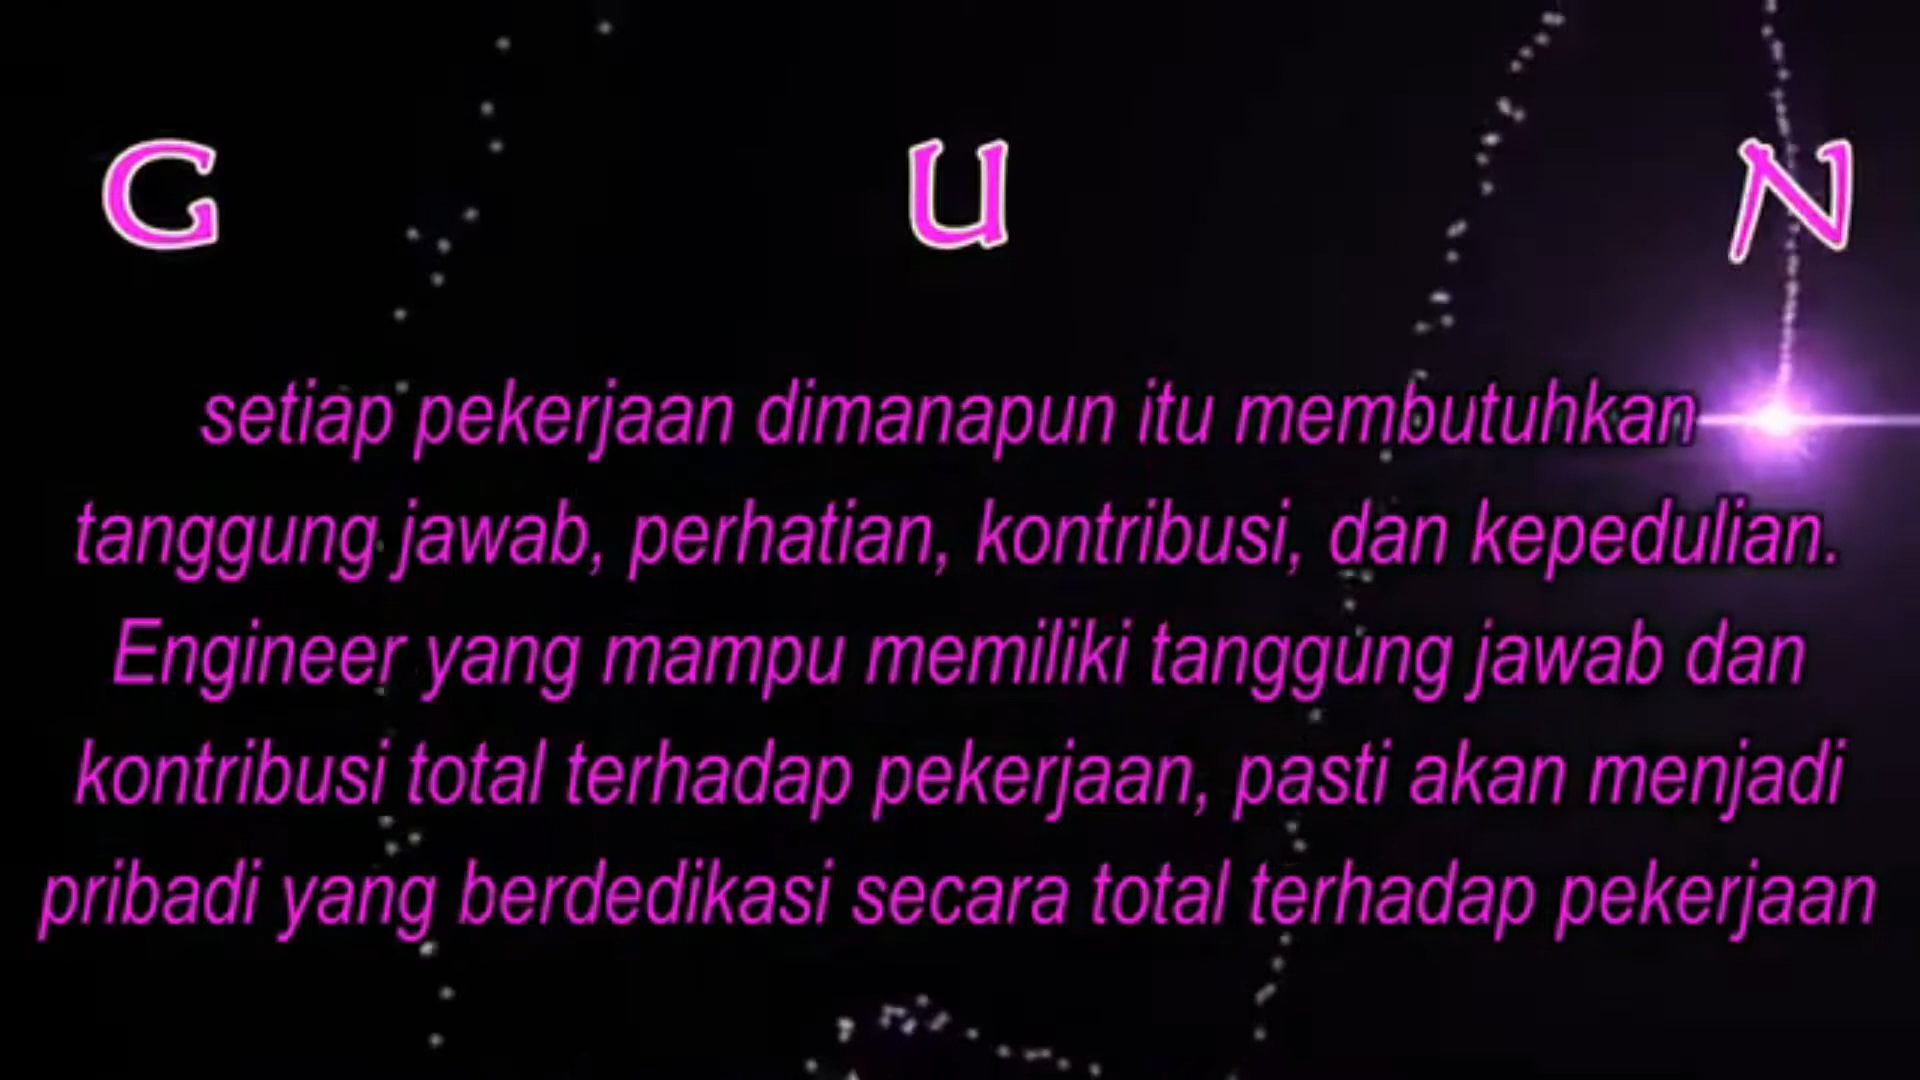 G U N
setiap pekerjaan dimanapun itu membutuhkan
tanggung jawab, perhatian, kontribusi, dan kepedulian.
Engineer yang mampu memiliki tanggung jawab dan
kontribusi total terhadap pekerjaan, pasti akan menjadi
pribadi yang berdedikasi secara total terhadap pekerjaan